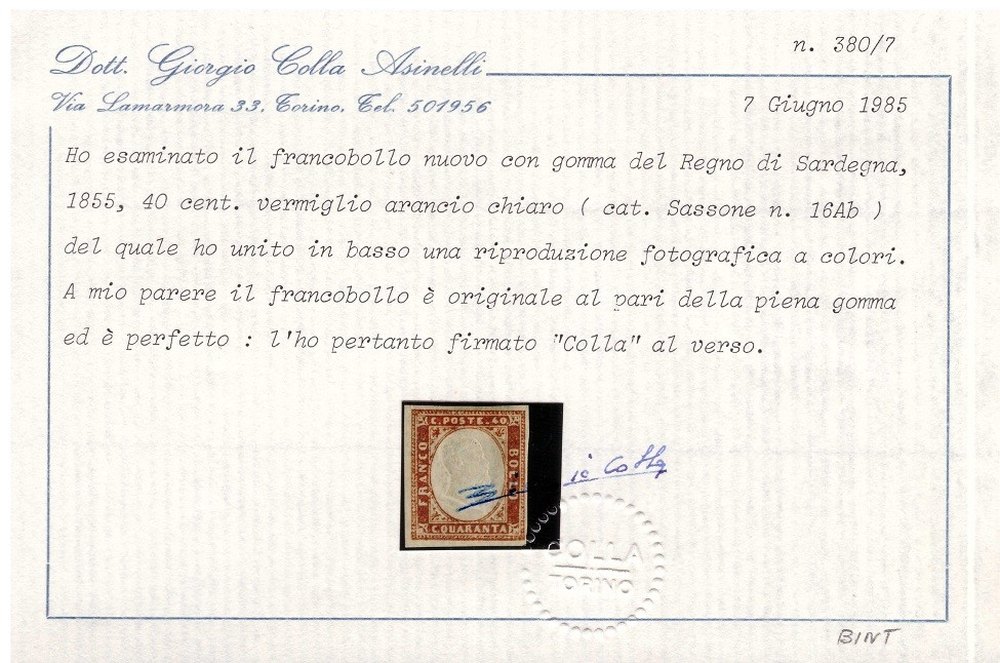 n. 380/7
Dott. Giorgio Colla Asinelli
Via Lamarmora 33. Torino. Tel. 501956
7 Giugno 1985
Ho esaminato il francobollo nuovo con gomma del Regno di Sardegna,
1855, 40 cent. vermiglio arancio chiaro ( cat. Sassone n. 16Ab )
del quale ho unito in basso una riproduzione fotografica a colori.
A mio parere il francobollo è originale al pari della piena gomma
ed è perfetto : l'ho pertanto firmato "Colla" al verso.
C. POSTE. 40
FRANCO
BOLLO
C. QUARANTA
Colla
COLLA
TORINO
BINT